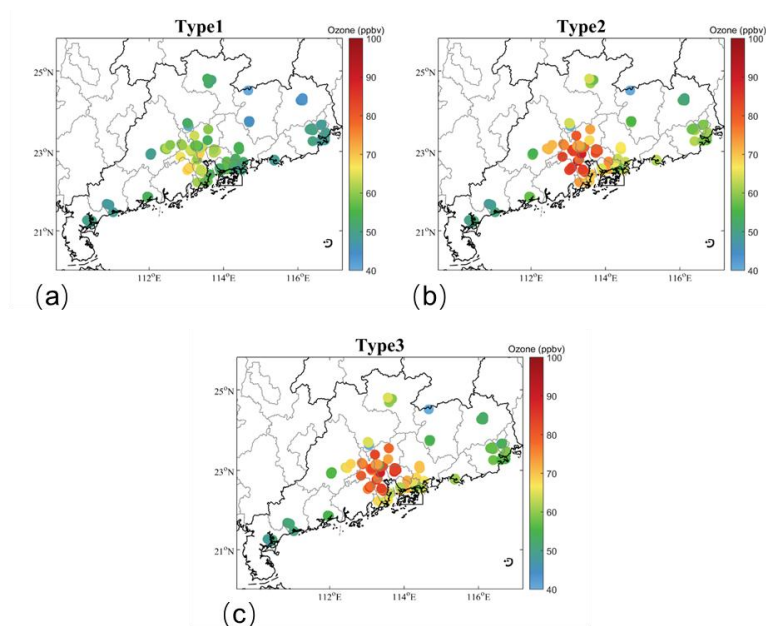 Type1
Ozone (ppbv)
100
90
80
70
60
50
40
25°N
23°N
21°N
112°E
114°E
116°E
(a)
Type2
Ozone (ppbv)
100
90
80
70
60
50
40
25°N
23°N
21°N
112°E
114°E
116°E
(b)
Type3
Ozone (ppbv)
100
90
80
70
60
50
40
25°N
23°N
21°N
112°E
114°E
116°E
(c)